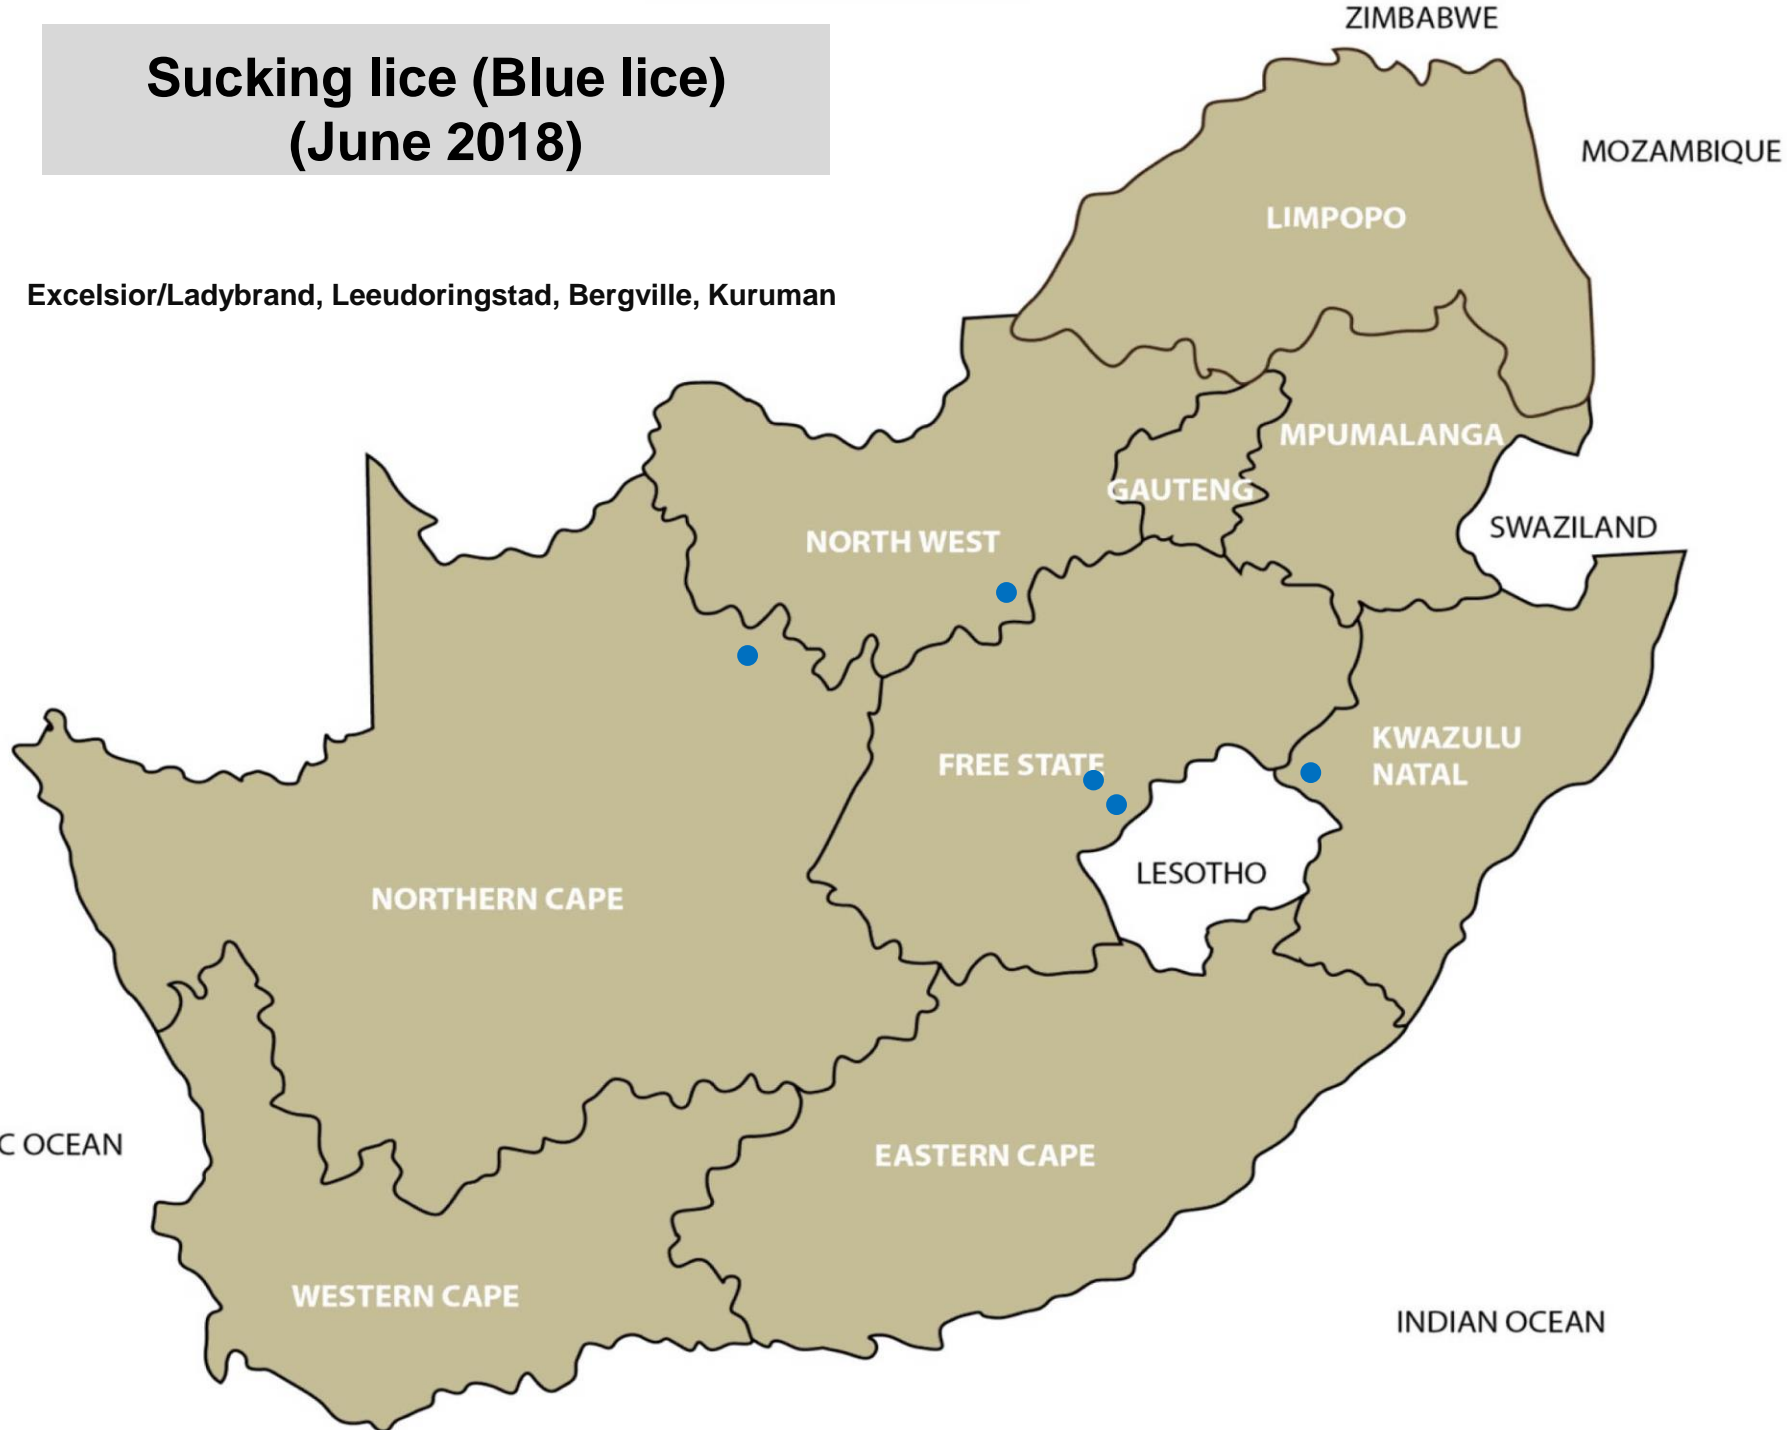 ZIMBABWE
Sucking lice (Blue lice)
(June 2018)
MOZAMBIQUE
LIMPOPO
Excelsior/Ladybrand, Leeudoringstad, Bergville, Kuruman
MPUMALANGA
GAUTENG
SWAZILAND
NORTH WEST
KWAZULU
NATAL
FREE STATE
LESOTHO
NORTHERN CAPE
C OCEAN
EASTERN CAPE
WESTERN CAPE
INDIAN OCEAN